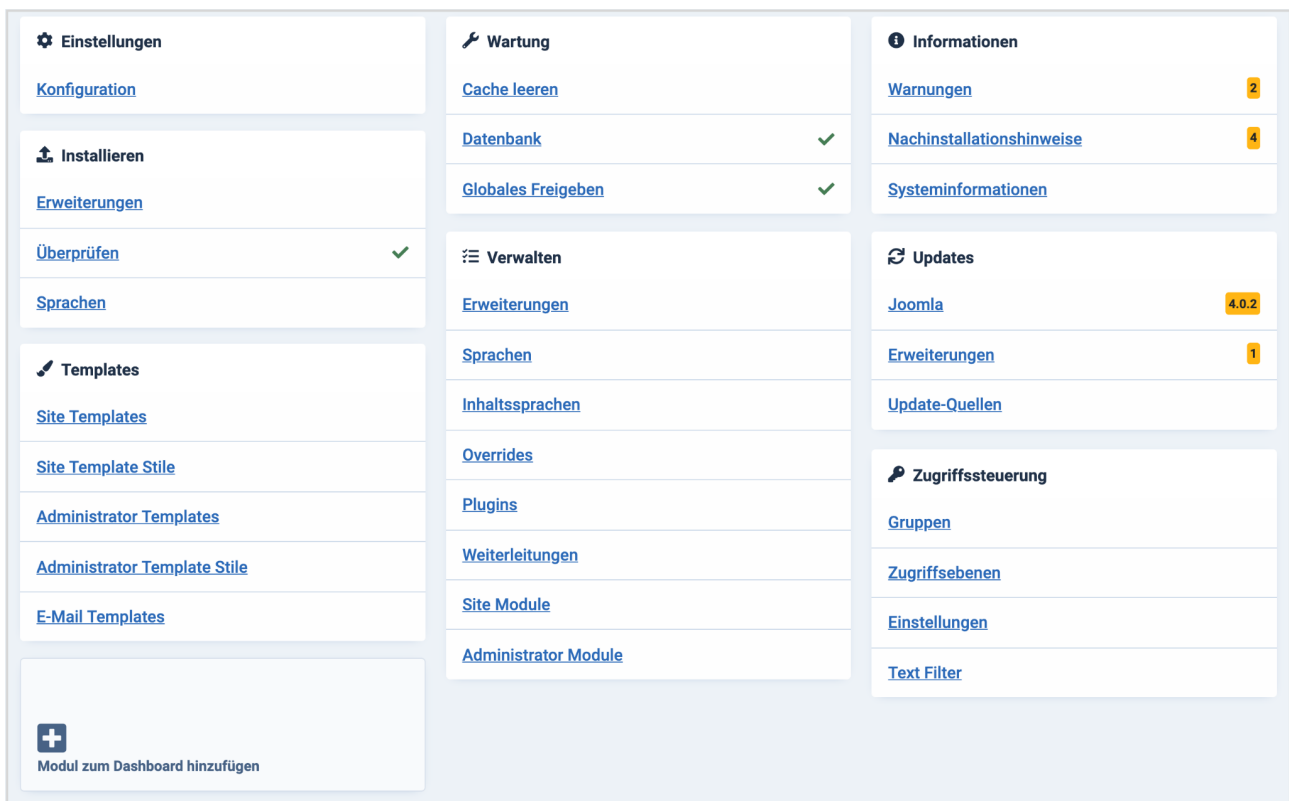 Einstellungen
Konfiguration
Installieren
Erweiterungen
Überprüfen
Sprachen
Templates
Site Templates
Site Template Stile
Administrator Templates
Administrator Template Stile
E-Mail Templates
Modul zum Dashboard hinzufügen
Wartung
Cache leeren
Datenbank
Globales Freigeben
Verwalten
Erweiterungen
Sprachen
Inhaltssprachen
Overrides
Plugins
Weiterleitungen
Site Module
Administrator Module
Informationen
Warnungen 2
Nachinstallationshinweise 4
Systeminformationen
Updates
Joomla 4.0.2
Erweiterungen 1
Update-Quellen
Zugriffssteuerung
Gruppen
Zugriffsebenen
Einstellungen
Text Filter